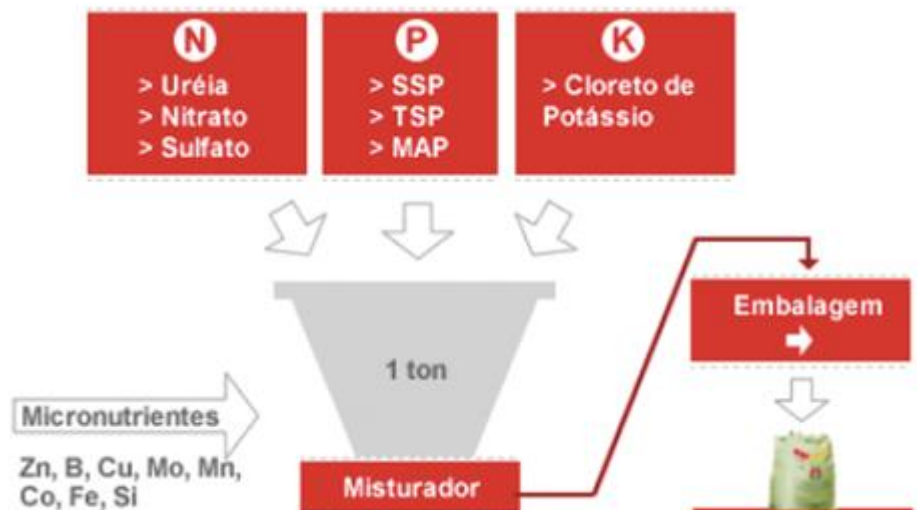 N
> Uréia
> Nitrato
> Sulfato
P
> SSP
> TSP
> MAP
K
> Cloreto de
Potássio
1 ton
Micronutrientes
Zn, B, Cu, Mo, Mn,
Co, Fe, Si
Misturador
Embalagem